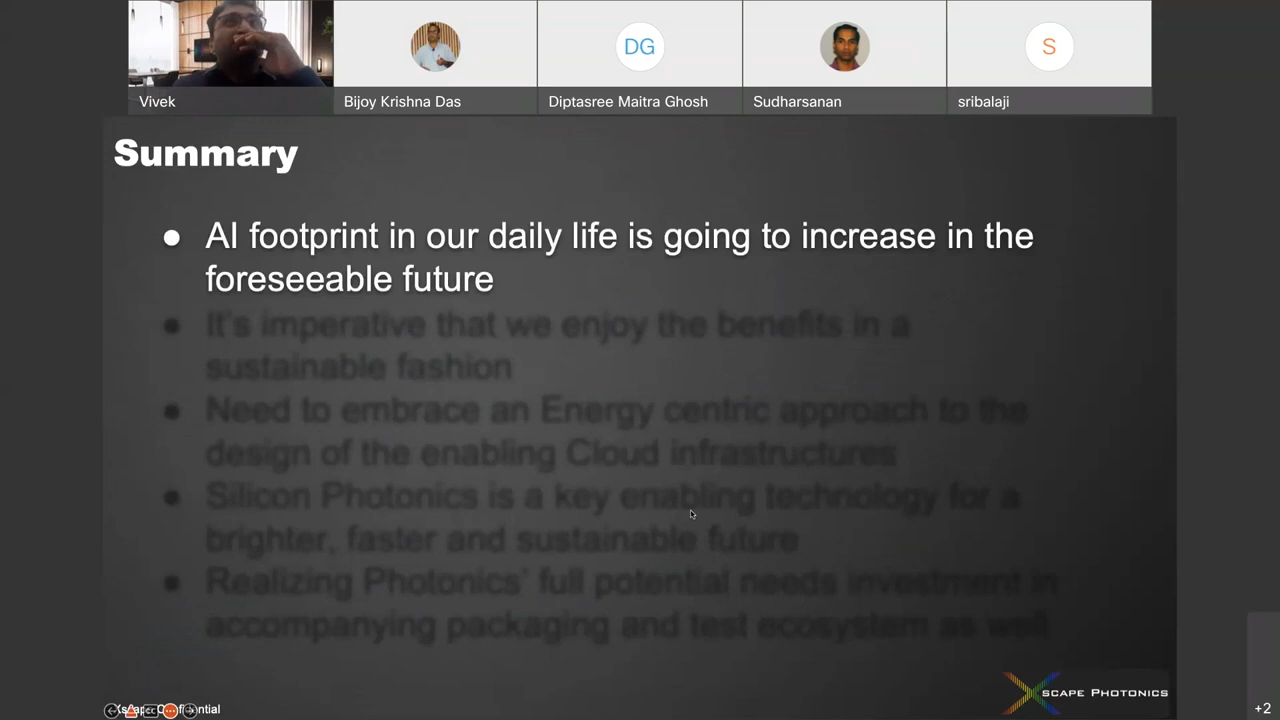 DG
S
Vivek
Bijoy Krishna Das
Diptasree Maitra Ghosh
Sudharsanan
sribalaji
Summary
● AI footprint in our daily life is going to increase in the
foreseeable future
● It's imperative that we enjoy the benefits in a
sustainable fashion
● Need to embrace an Energy centric approach to the
design of the enabling Cloud infrastructures
● Silicon Photonics is a key enabling technology for a
brighter, faster and sustainable future
● Realizing Photonics' full potential needs investment in
accompanying packaging and test ecosystem as well
XSCAPE PHOTONICS
+2